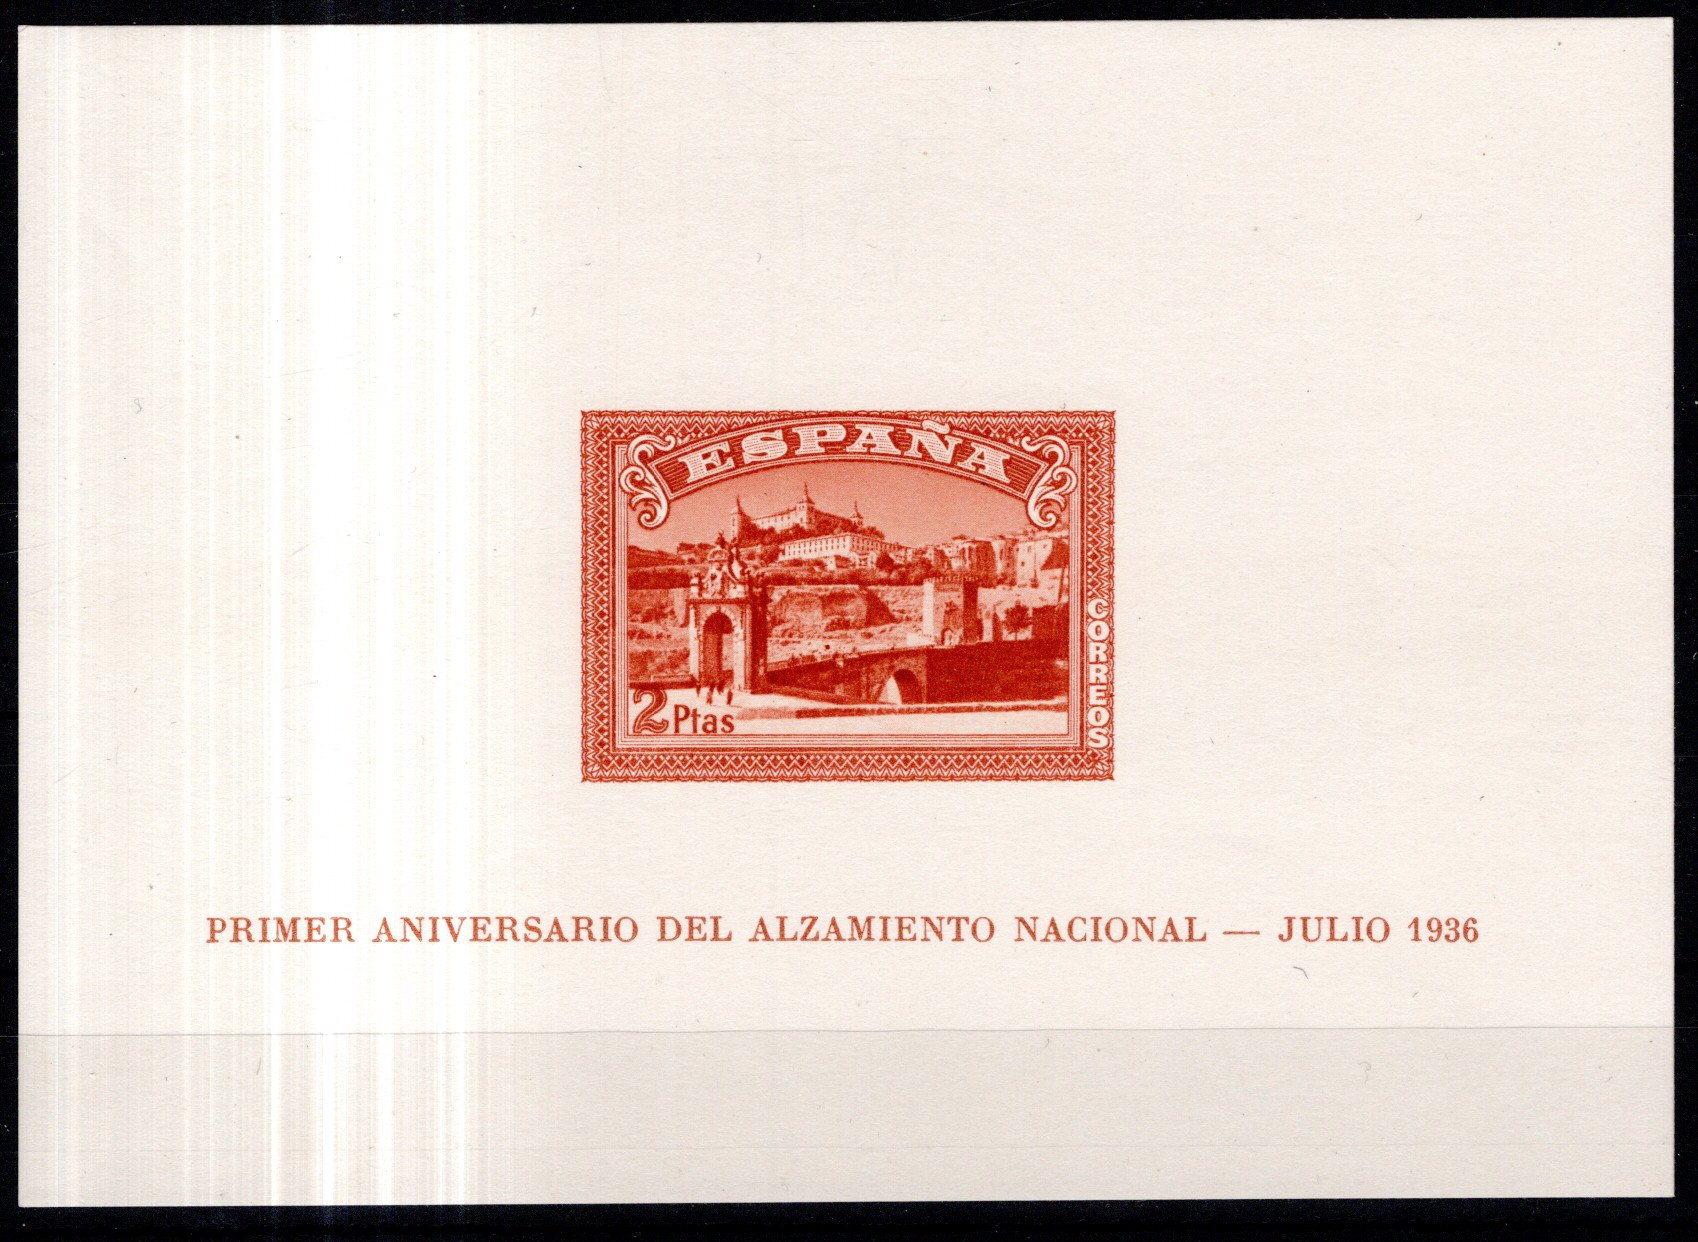 ESPAÑA
CORREOS
2 Ptas
PRIMER ANIVERSARIO DEL ALZAMIENTO NACIONAL — JULIO 1936